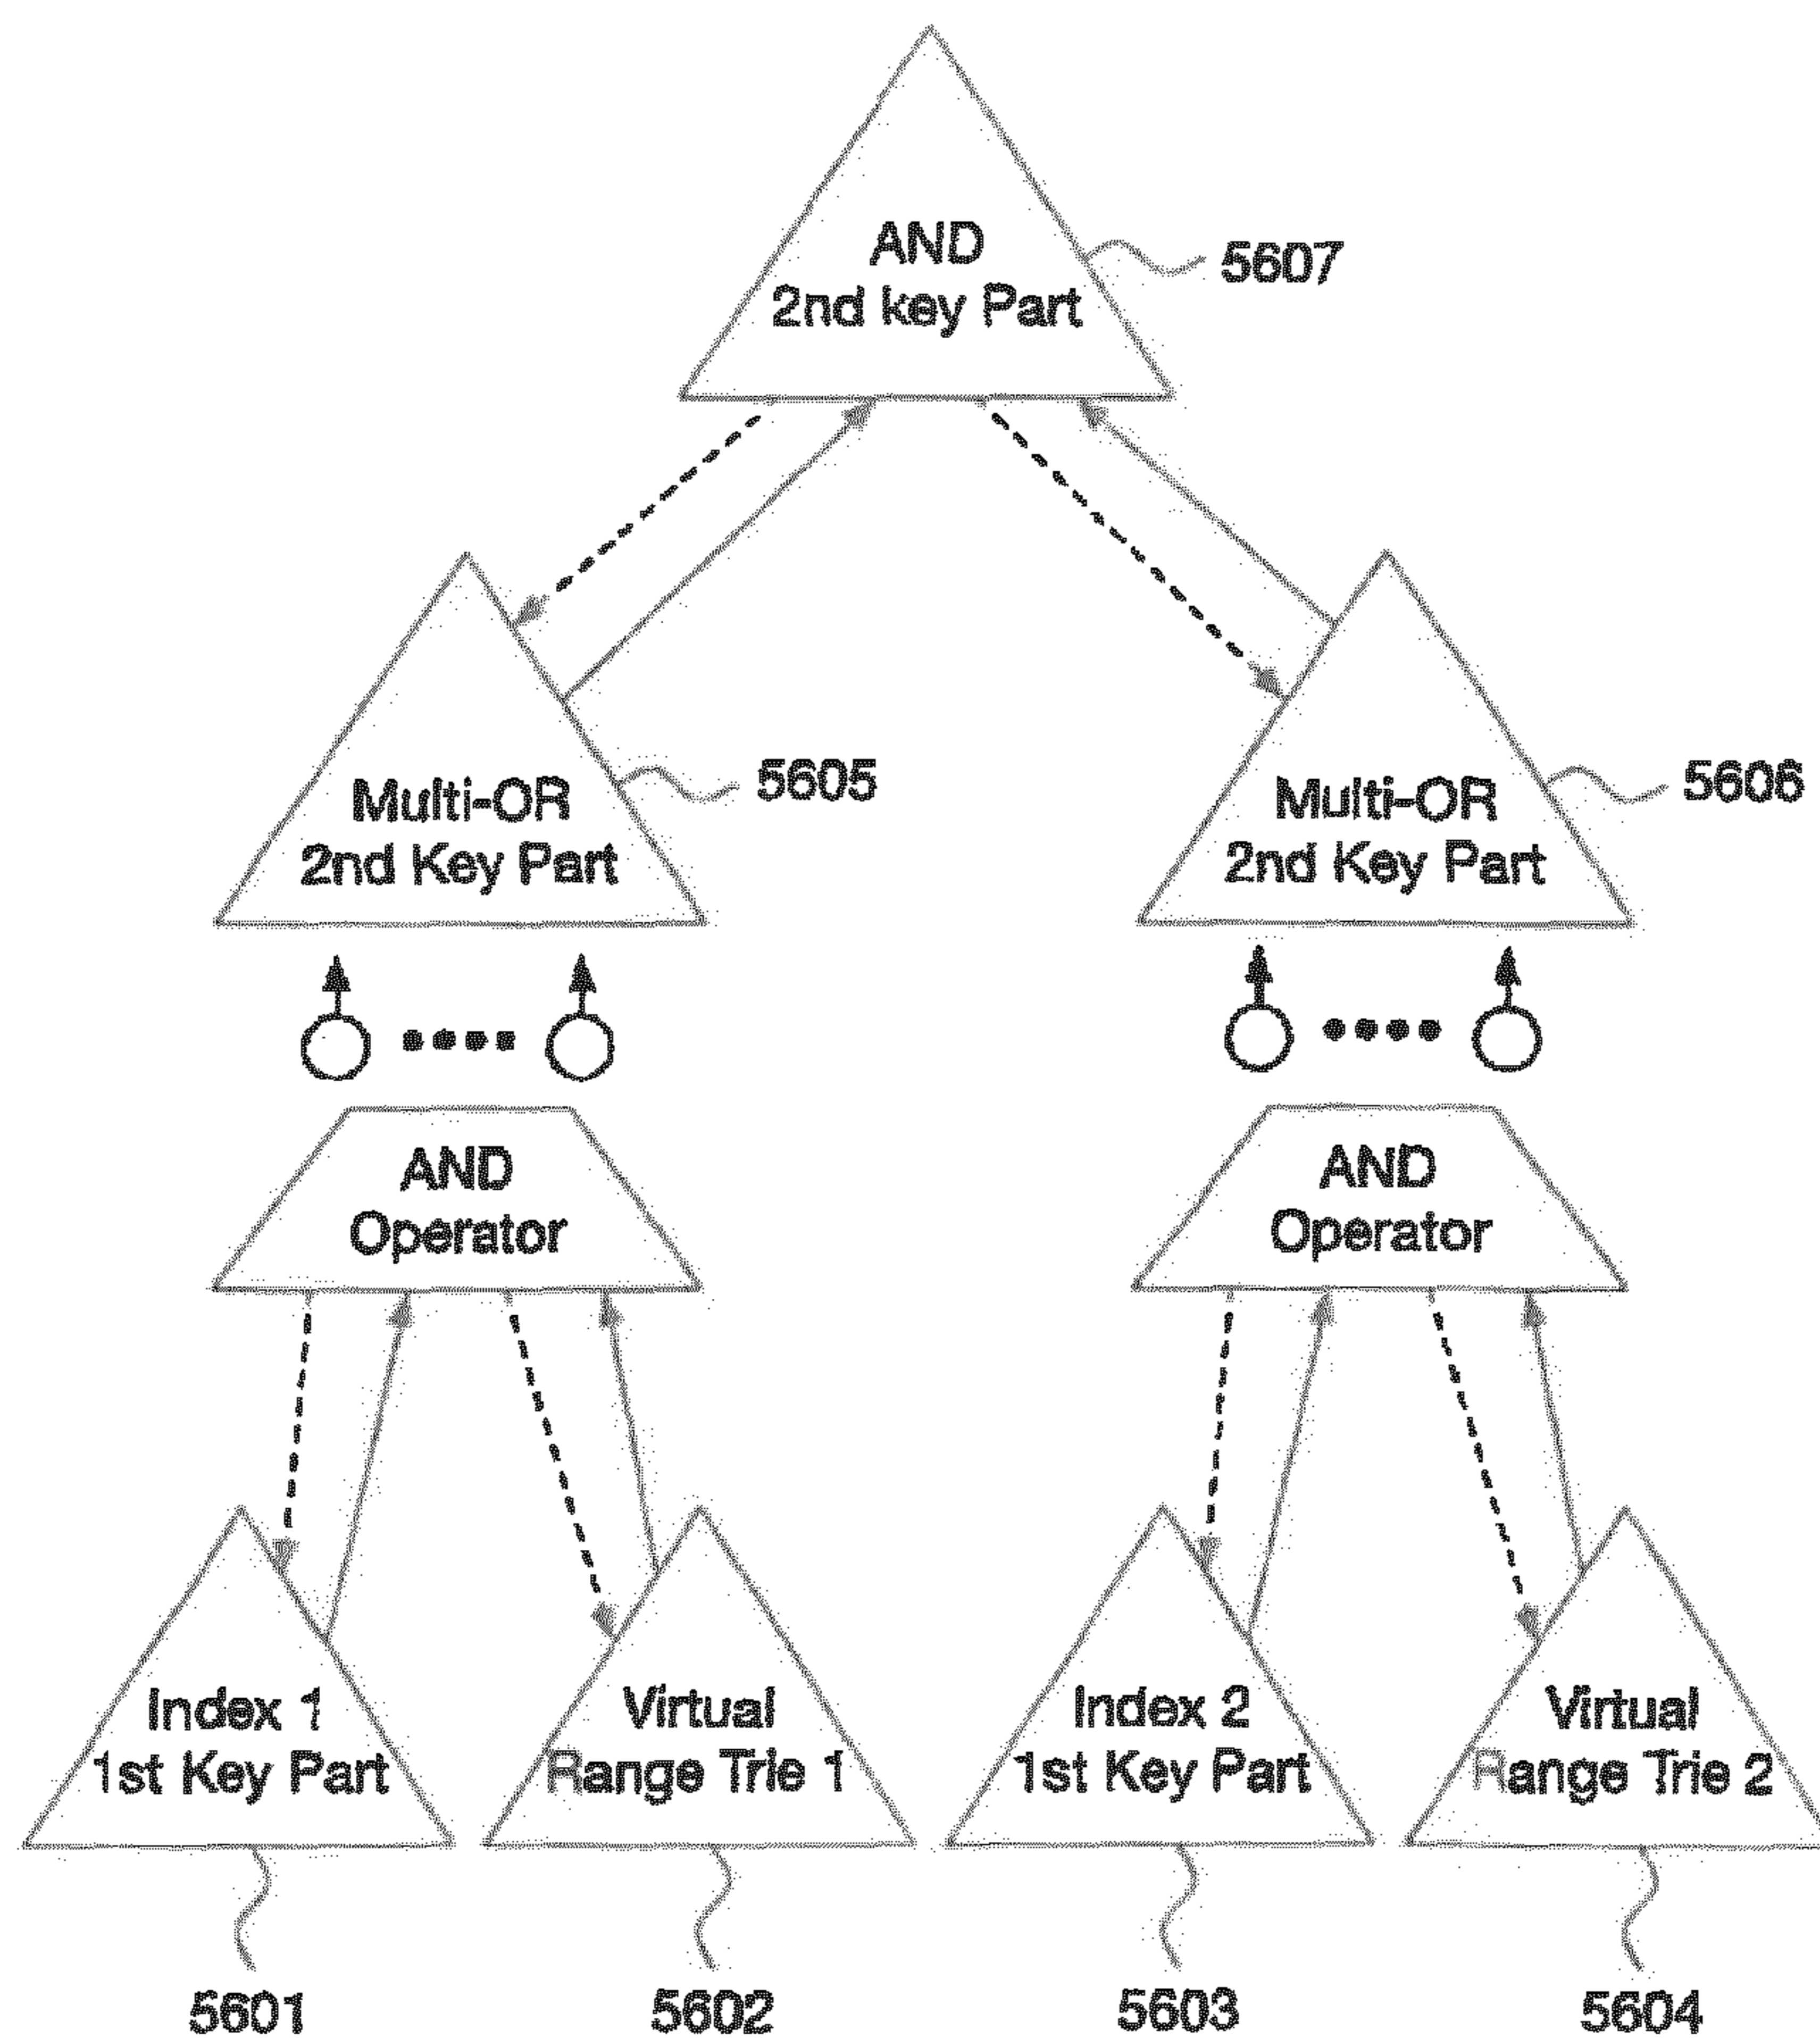 AND
2nd key Part
5607
Multi-OR
2nd Key Part
5605
Multi-OR
2nd Key Part
5606
AND
Operator
AND
Operator
Index 1
1st Key Part
Virtual
Range Trie 1
Index 2
1st Key Part
Virtual
Range Trie 2
5601
5602
5603
5604